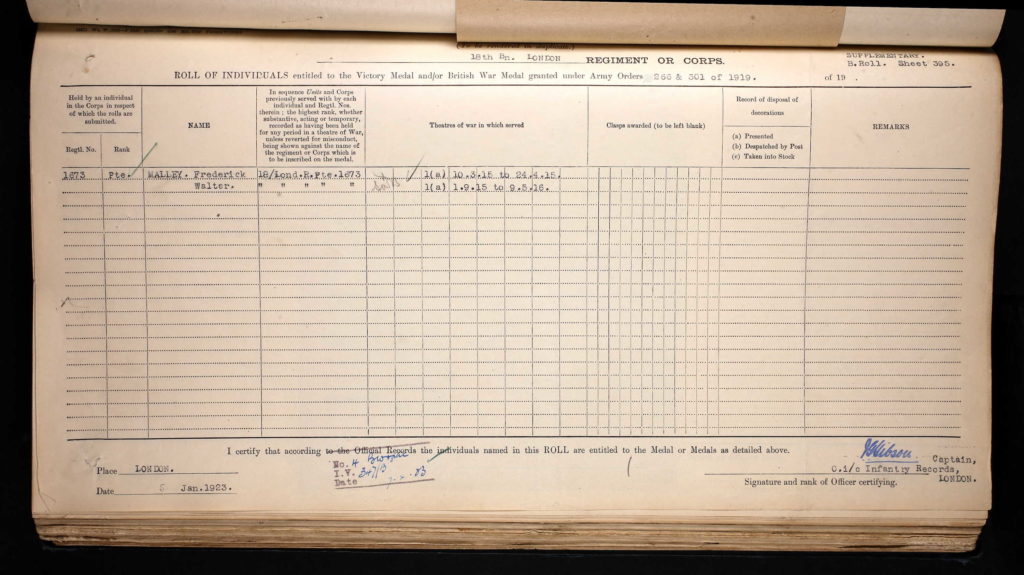 18th Bn. LONDON REGIMENT OR CORPS.
SUPPLEMENTARY.
B.Roll. Sheet 395.
ROLL OF INDIVIDUALS entitled to the Victory Medal and/or British War Medal granted under Army Orders 266 & 301 of 1919.
of 19 .
Held by an individual
in the Corps in respect
of which the rolls are
submitted.
Regtl. No.
Rank
NAME
In sequence Units and Corps
previously served with by each
individual and Regtl. Nos.
therein ; the highest rank, whether
substantive, acting or temporary,
recorded as having been held
for any period in a theatre of War,
unless reverted for misconduct,
being shown against the name of
the regiment or Corps which is
to be inscribed on the medal.
Theatres of war in which served
Clasps awarded (to be left blank)
Record of disposal of
decorations
(a) Presented
(b) Despatched by Post
(c) Taken into Stock
REMARKS
1673 Pte. MALLEY. Frederick 18/Lond.R.Pte.1673 1(a) 10.3.15 to 24.4.15.
Walter. " " " " " 1(a) 1.9.15 to 9.5.16.
I certify that according to the Official Records the individuals named in this ROLL are entitled to the Medal or Medals as detailed above.
Place LONDON.
Date Jan.1923.
No. 4
I.V.
Date
Captain,
O.i/c Infantry Records,
LONDON.
Signature and rank of Officer certifying.